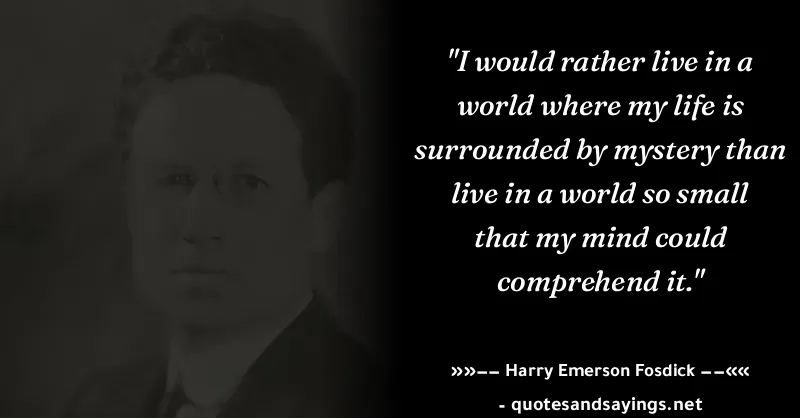 "I would rather live in a
world where my life is
surrounded by mystery than
live in a world so small
that my mind could
comprehend it."
»»−− Harry Emerson Fosdick −−««
- quotesandsayings.net